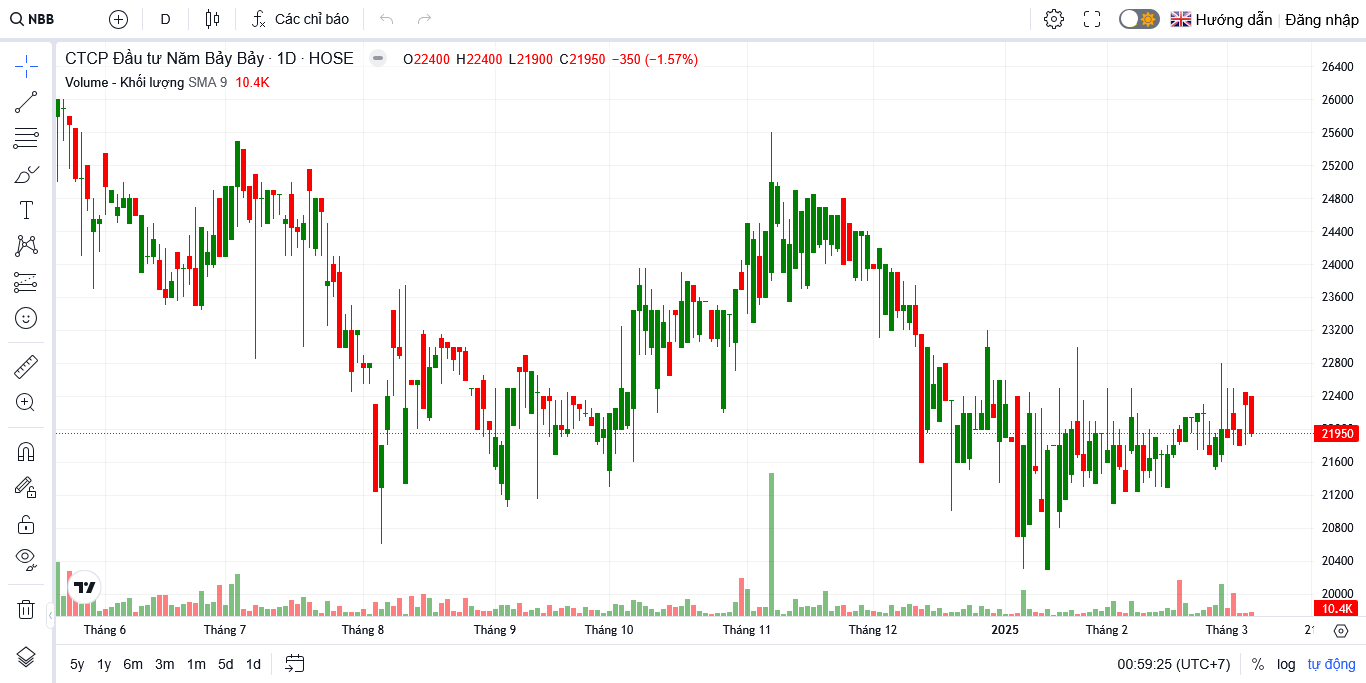 NBB D Các chỉ báo Hướng dẫn Đăng nhập
CTCP Đầu tư Năm Bảy Bảy · 1D · HOSE O22400 H22400 L21900 C21950 −350 (−1.57%)
Volume - Khối lượng SMA 9 10.4K
26400
26000
25600
25200
24800
24400
24000
23600
23200
22800
22400
21950
21600
21200
20800
20400
20000
10.4K
Tháng 6 Tháng 7 Tháng 8 Tháng 9 Tháng 10 Tháng 11 Tháng 12 2025 Tháng 2 Tháng 3
5y 1y 6m 3m 1m 5d 1d 00:59:25 (UTC+7) % log tự động